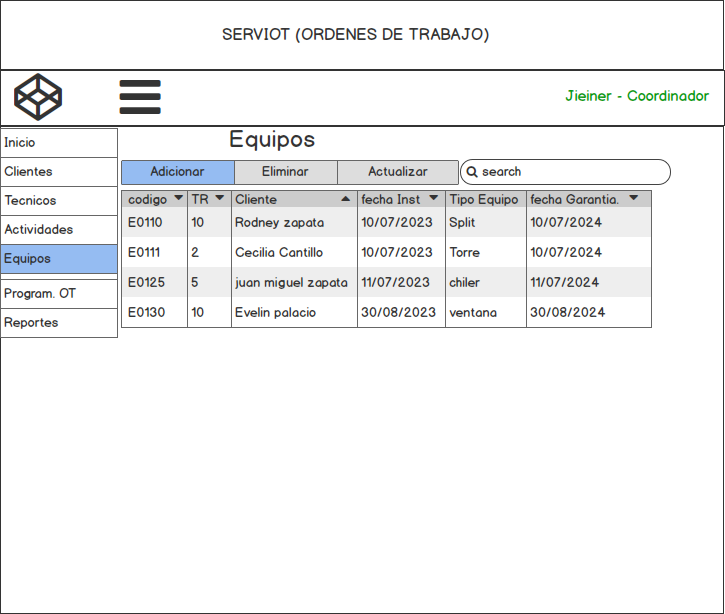 SERVIOT (ORDENES DE TRABAJO)
Jieiner - Coordinador
Inicio
Clientes
Tecnicos
Actividades
Equipos
Program. OT
Reportes
Equipos
Adicionar Eliminar Actualizar search
codigo TR Cliente fecha Inst Tipo Equipo fecha Garantia.
E0110 10 Rodney zapata 10/07/2023 Split 10/07/2024
E0111 2 Cecilia Cantillo 10/07/2023 Torre 10/07/2024
E0125 5 juan miguel zapata 11/07/2023 chiler 11/07/2024
E0130 10 Evelin palacio 30/08/2023 ventana 30/08/2024